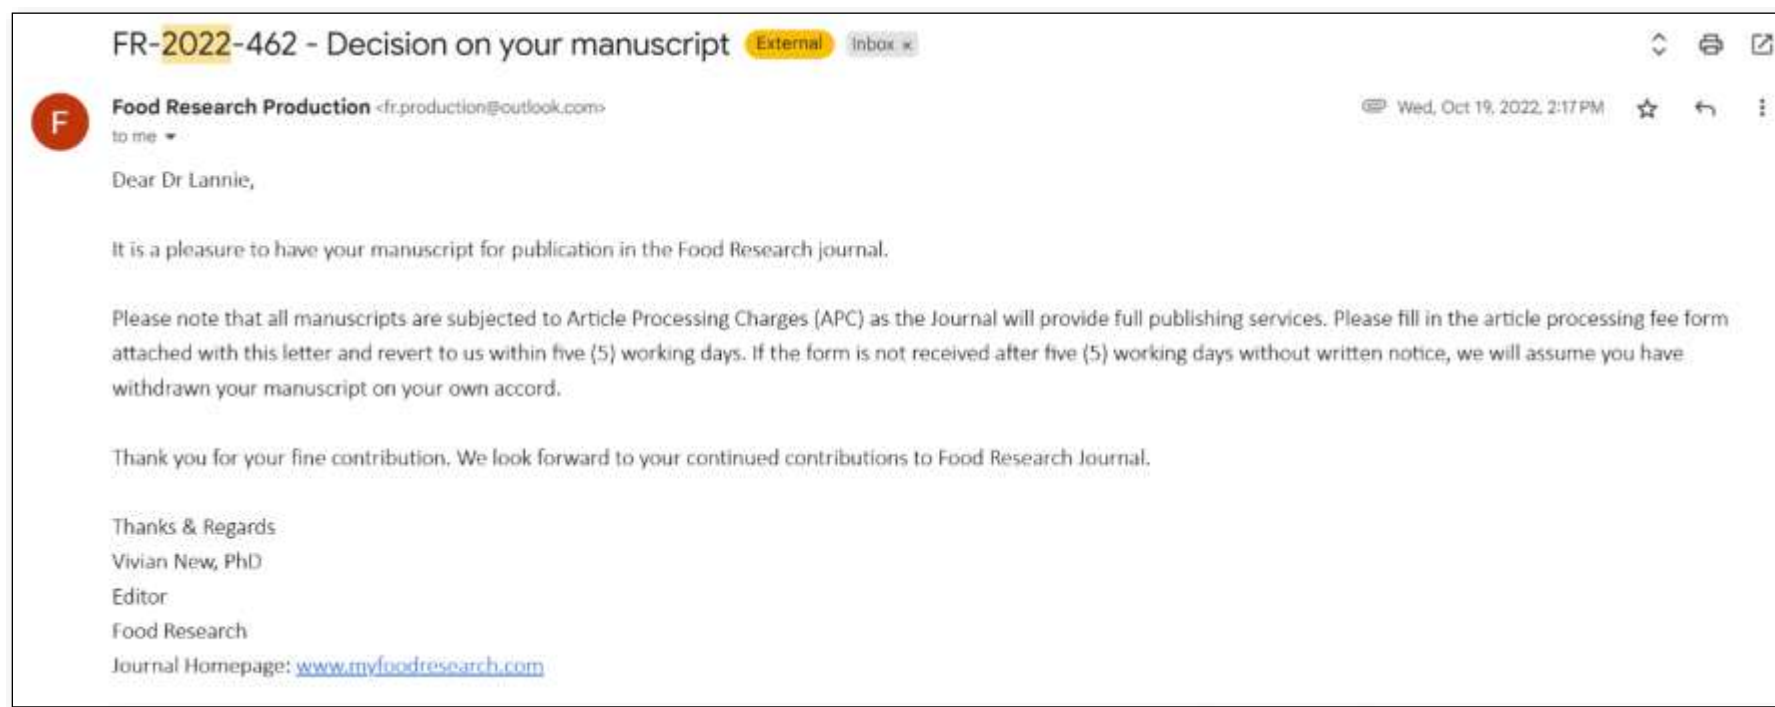 FR-2022-462 - Decision on your manuscript External Inbox x
Food Research Production <fr.production@outlook.com>
Wed, Oct 19, 2022, 2:17 PM
F
to me
Dear Dr Lannie,
It is a pleasure to have your manuscript for publication in the Food Research journal.
Please note that all manuscripts are subjected to Article Processing Charges (APC) as the Journal will provide full publishing services. Please fill in the article processing fee form
attached with this letter and revert to us within five (5) working days. If the form is not received after five (5) working days without written notice, we will assume you have
withdrawn your manuscript on your own accord.
Thank you for your fine contribution. We look forward to your continued contributions to Food Research Journal.
Thanks & Regards
Vivian New, PhD
Editor
Food Research
Journal Homepage: www.myfoodresearch.com